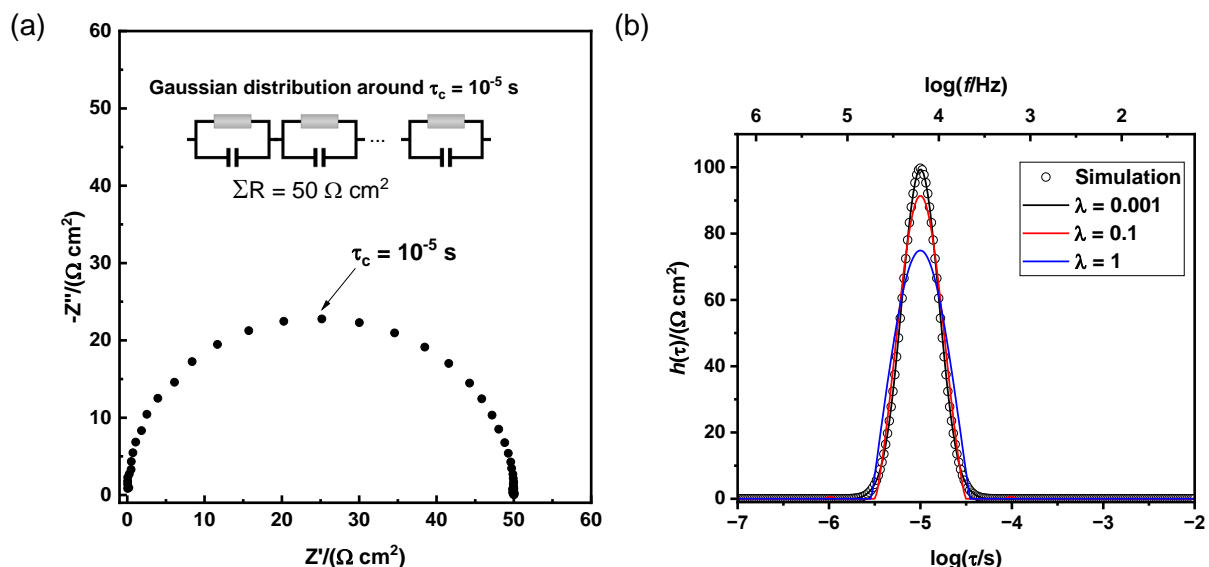 (a)
60
50
40
30
20
10
0
-Z''/(Ω cm²)
Gaussian distribution around τc = 10⁻⁵ s
...
ΣR = 50 Ω cm²
τc = 10⁻⁵ s
0 10 20 30 40 50 60
Z'/(Ω cm²)
(b)
log(f/Hz)
6 5 4 3 2
100
80
60
40
20
0
h(τ)/(Ω cm²)
Simulation
λ = 0.001
λ = 0.1
λ = 1
−7 −6 −5 −4 −3 −2
log(τ/s)